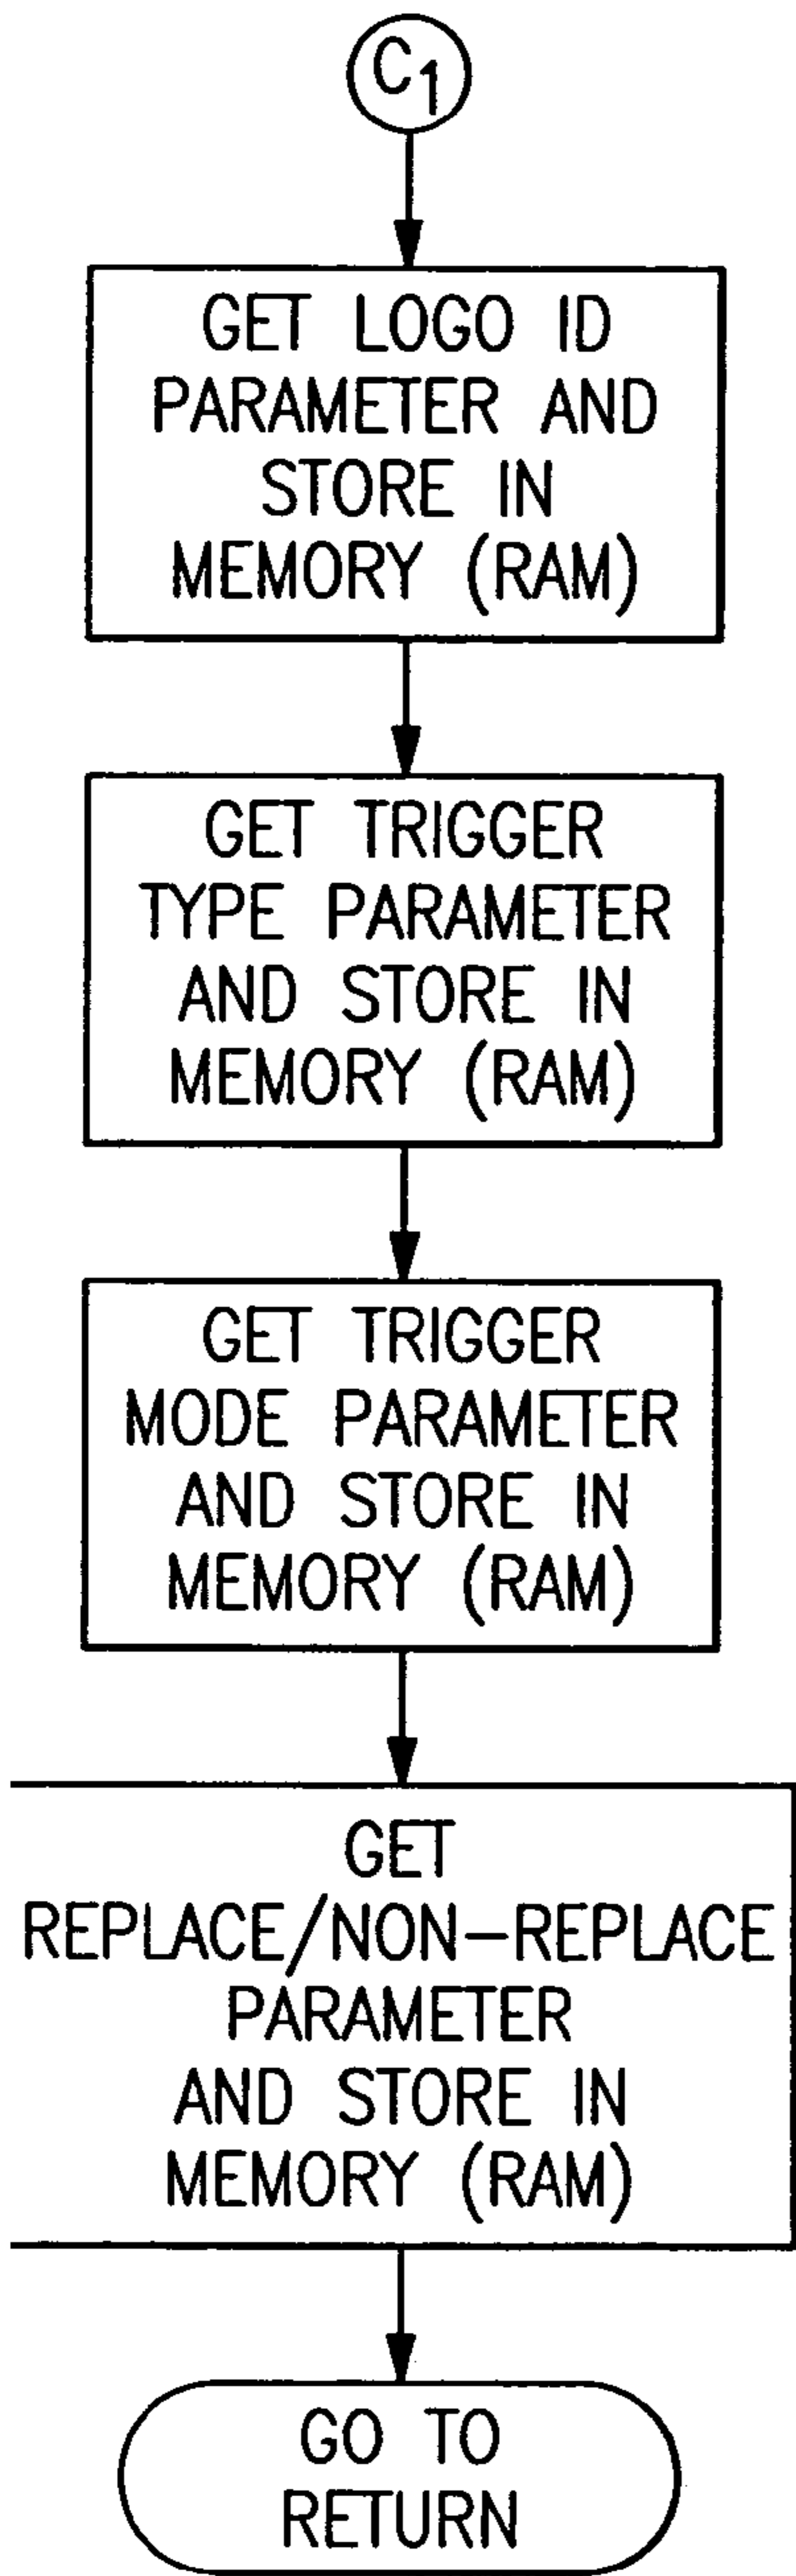 C1
GET LOGO ID
PARAMETER AND
STORE IN
MEMORY (RAM)
GET TRIGGER
TYPE PARAMETER
AND STORE IN
MEMORY (RAM)
GET TRIGGER
MODE PARAMETER
AND STORE IN
MEMORY (RAM)
GET
REPLACE/NON-REPLACE
PARAMETER
AND STORE IN
MEMORY (RAM)
GO TO
RETURN